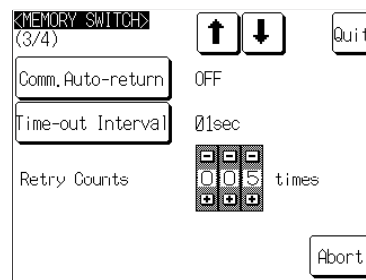 <MEMORY SWITCH>
(3/4) ↑ ↓ Quit
Comm.Auto-return OFF
Time-out Interval 01sec
- - -
Retry Counts 005 times
+ + +
Abort